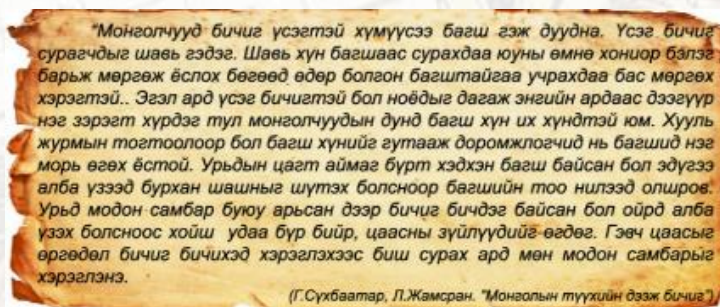 "Монголчууд бичиг үсэгтэй хүмүүсээ багш гэж дуудна. Үсэг бичиг
сурагчдыг шавь гэдэг. Шавь хүн багшаас сурахдаа юуны өмнө хониор бэлэг
барьж мөргөж ёслох бөгөөд өдөр болгон багштайгаа учрахдаа бас мөргөх
хэрэгтэй.. Эгэл ард үсэг бичигтэй бол ноёдыг дагаж энгийн ардаас дээгүүр
нэг зэрэгт хүрдэг тул монголчуудын дунд багш хүн их хүндтэй юм. Хууль
журмын тогтоолоор бол багш хүнийг гутааж доромжлогчид нь багшид нэг
морь өгөх ёстой. Урьдын цагт аймаг бүрт хэдхэн багш байсан бол эдүгээ
алба үзээд бурхан шашныг шүтэх болсноор багшийн тоо нилээд олшров.
Урьд модон самбар буюу арьсан дээр бичиг бичдэг байсан бол ойрд алба
үзэх болсноос хойш удаа бүр бийр, цаасны зүйлүүдийг өгдөг. Гэвч цаасыг
өргөдөл бичиг бичихэд хэрэглэхээс биш сурах ард мөн модон самбарыг
хэрэглэнэ.
(Г.Сүхбаатар, Л.Жамсран. "Монголын түүхийн дээж бичиг")